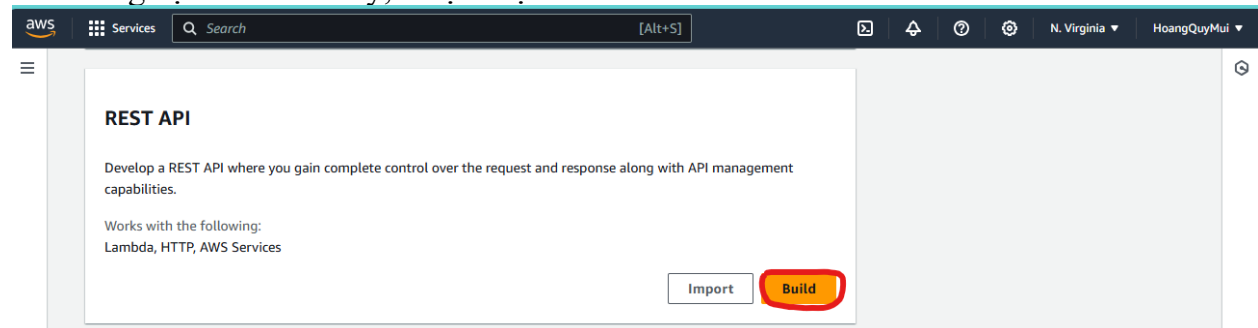 aws Services Search [Alt+S] N. Virginia HoangQuyMui
REST API
Develop a REST API where you gain complete control over the request and response along with API management
capabilities.
Works with the following:
Lambda, HTTP, AWS Services
Import Build